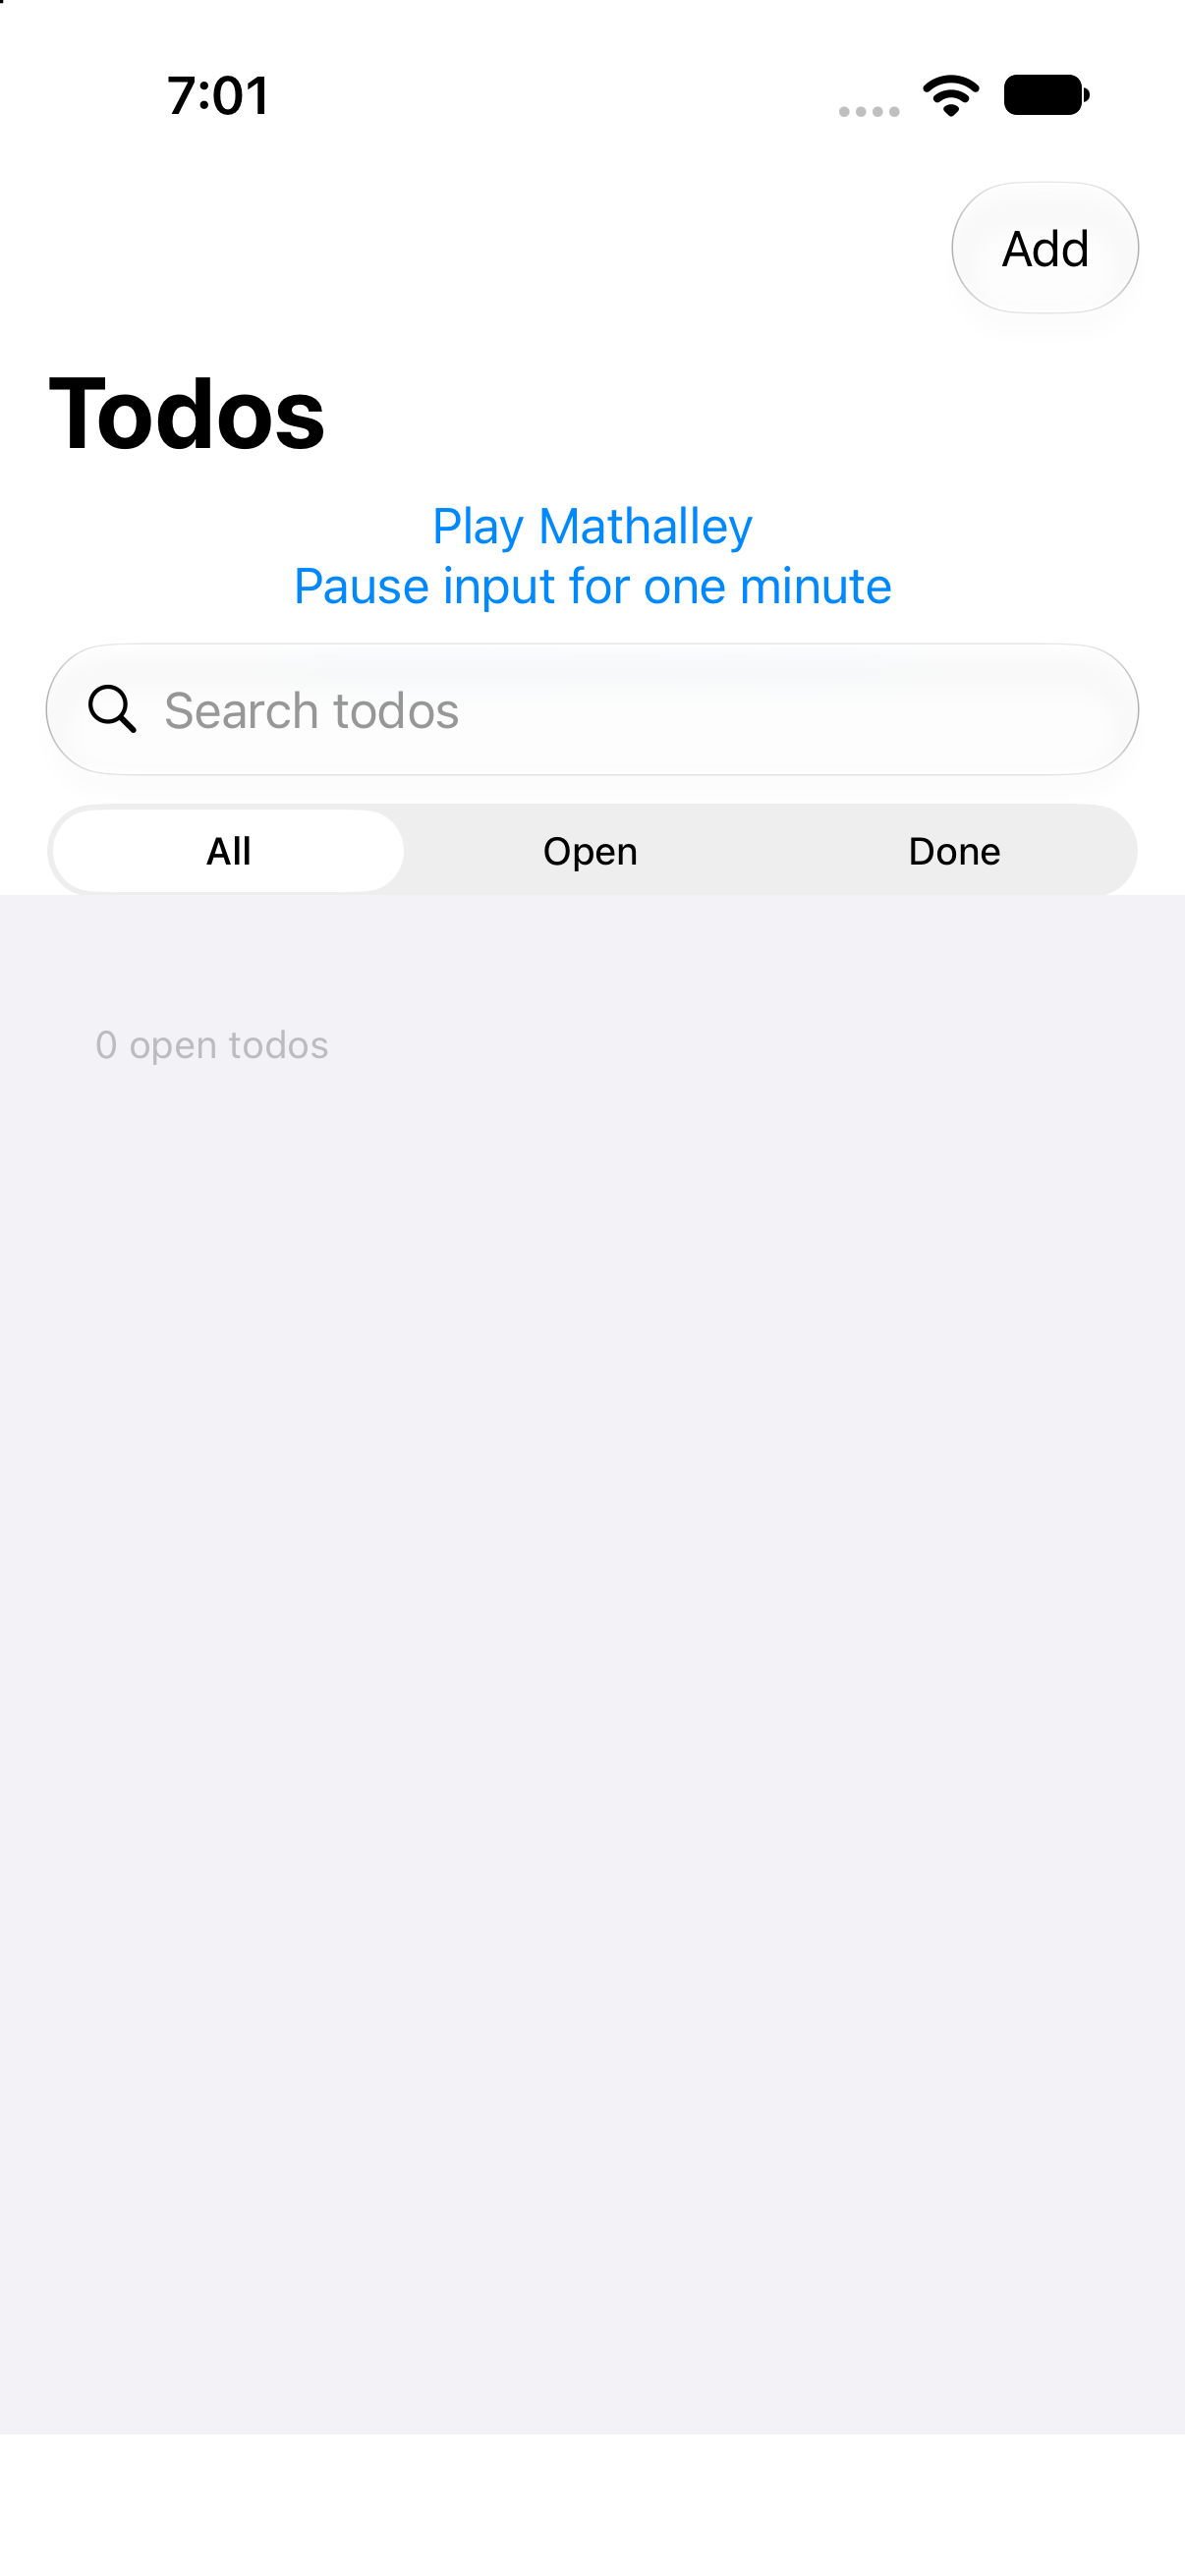 7:01
Add
Todos
Play Mathalley
Pause input for one minute
Search todos
All Open Done
0 open todos